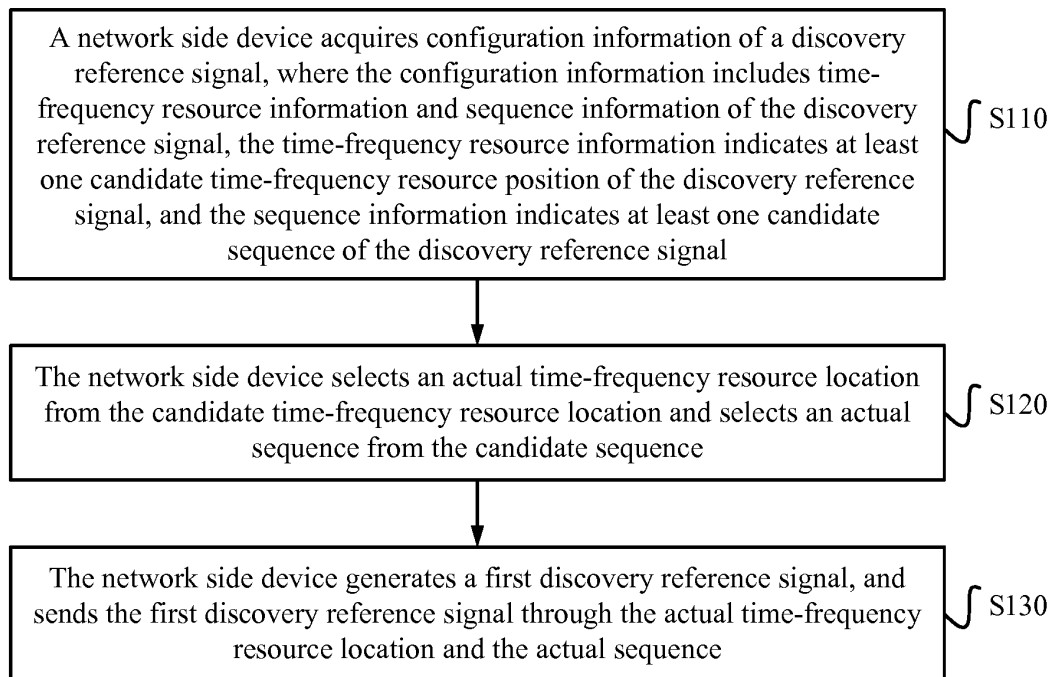 A network side device acquires configuration information of a discovery
reference signal, where the configuration information includes time-
frequency resource information and sequence information of the discovery
reference signal, the time-frequency resource information indicates at least
one candidate time-frequency resource position of the discovery reference
signal, and the sequence information indicates at least one candidate
sequence of the discovery reference signal
S110
The network side device selects an actual time-frequency resource location
from the candidate time-frequency resource location and selects an actual
sequence from the candidate sequence
S120
The network side device generates a first discovery reference signal, and
sends the first discovery reference signal through the actual time-frequency
resource location and the actual sequence
S130